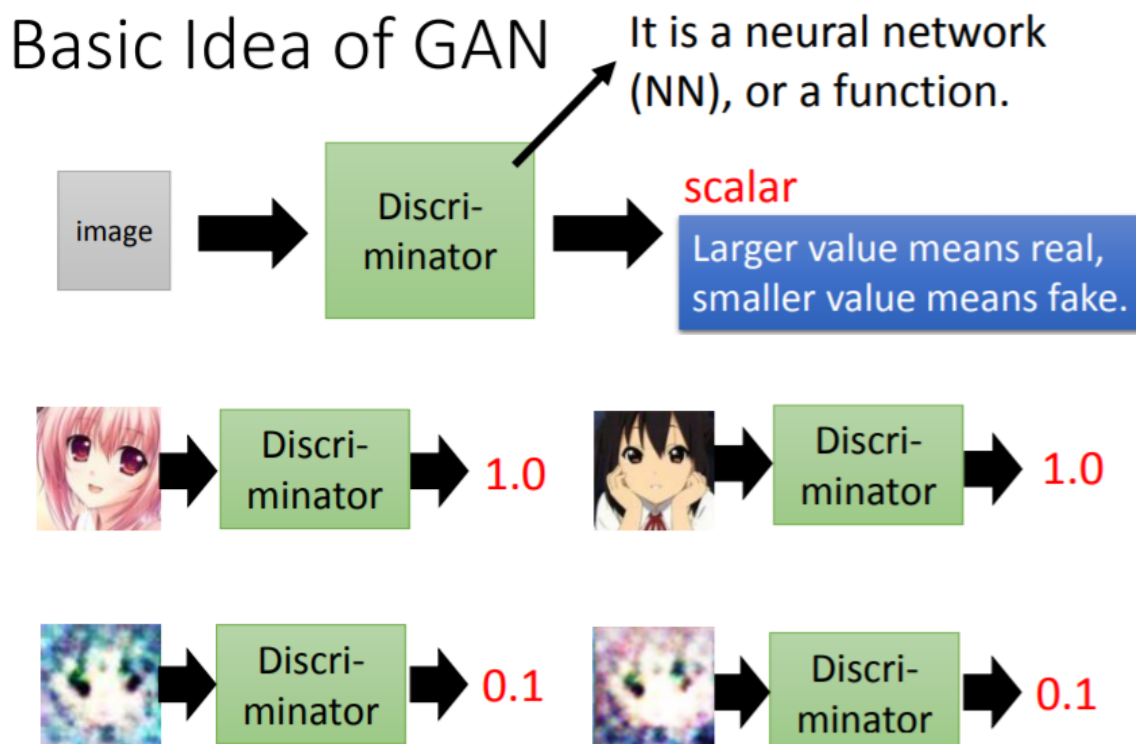 Basic Idea of GAN
It is a neural network
(NN), or a function.
image
Discri-
minator
scalar
Larger value means real,
smaller value means fake.
Discri-
minator
1.0
Discri-
minator
1.0
Discri-
minator
0.1
Discri-
minator
0.1